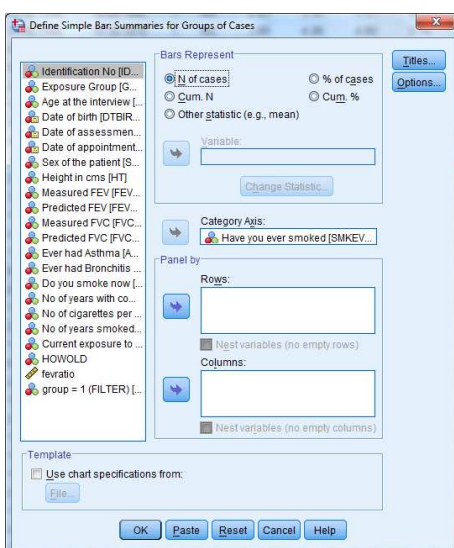 Define Simple Bar: Summaries for Groups of Cases
Identification No [ID...
Exposure Group [G...
Age at the interview [...
Date of birth [DTBIR...
Date of assessmen...
Date of appointment...
Sex of the patient [S...
Height in cms [HT]
Measured FEV [FEV...
Predicted FEV [FEV...
Measured FVC [FVC...
Predicted FVC [FVC...
Ever had Asthma [A...
Ever had Bronchitis ...
Do you smoke now [...
No of years with co...
No of cigarettes per ...
No of years smoked...
Current exposure to ...
HOWOLD
fevratio
group = 1 (FILTER) [...
Bars Represent
N of cases
% of cases
Cum. N
Cum. %
Other statistic (e.g., mean)
Variable:
Change Statistic...
Category Axis:
Have you ever smoked [SMKEV...
Panel by
Rows:
Nest variables (no empty rows)
Columns:
Nest variables (no empty columns)
Titles...
Options...
Template
Use chart specifications from:
File...
OK Paste Reset Cancel Help